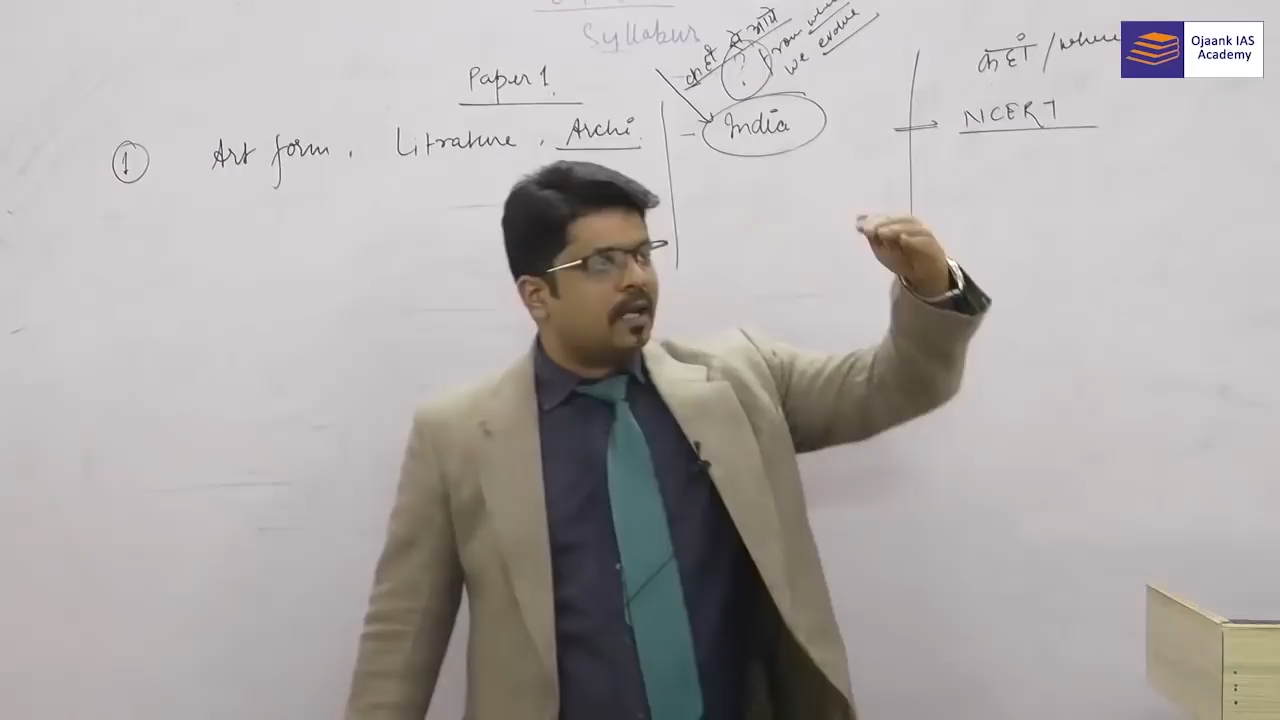 Syllabus
Paper 1.
① Art form, Litrature, Archi.
कहाँ से आये
?
From where
we evolve
India
कहाँ / where
NCERT
Ojaank IAS
Academy